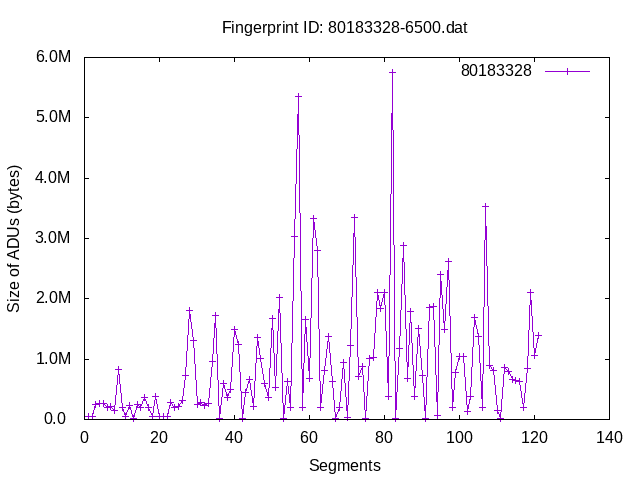 Fingerprint ID: 80183328-6500.dat
80183328
6.0M
5.0M
4.0M
3.0M
2.0M
1.0M
0.0
Size of ADUs (bytes)
0 20 40 60 80 100 120 140
Segments